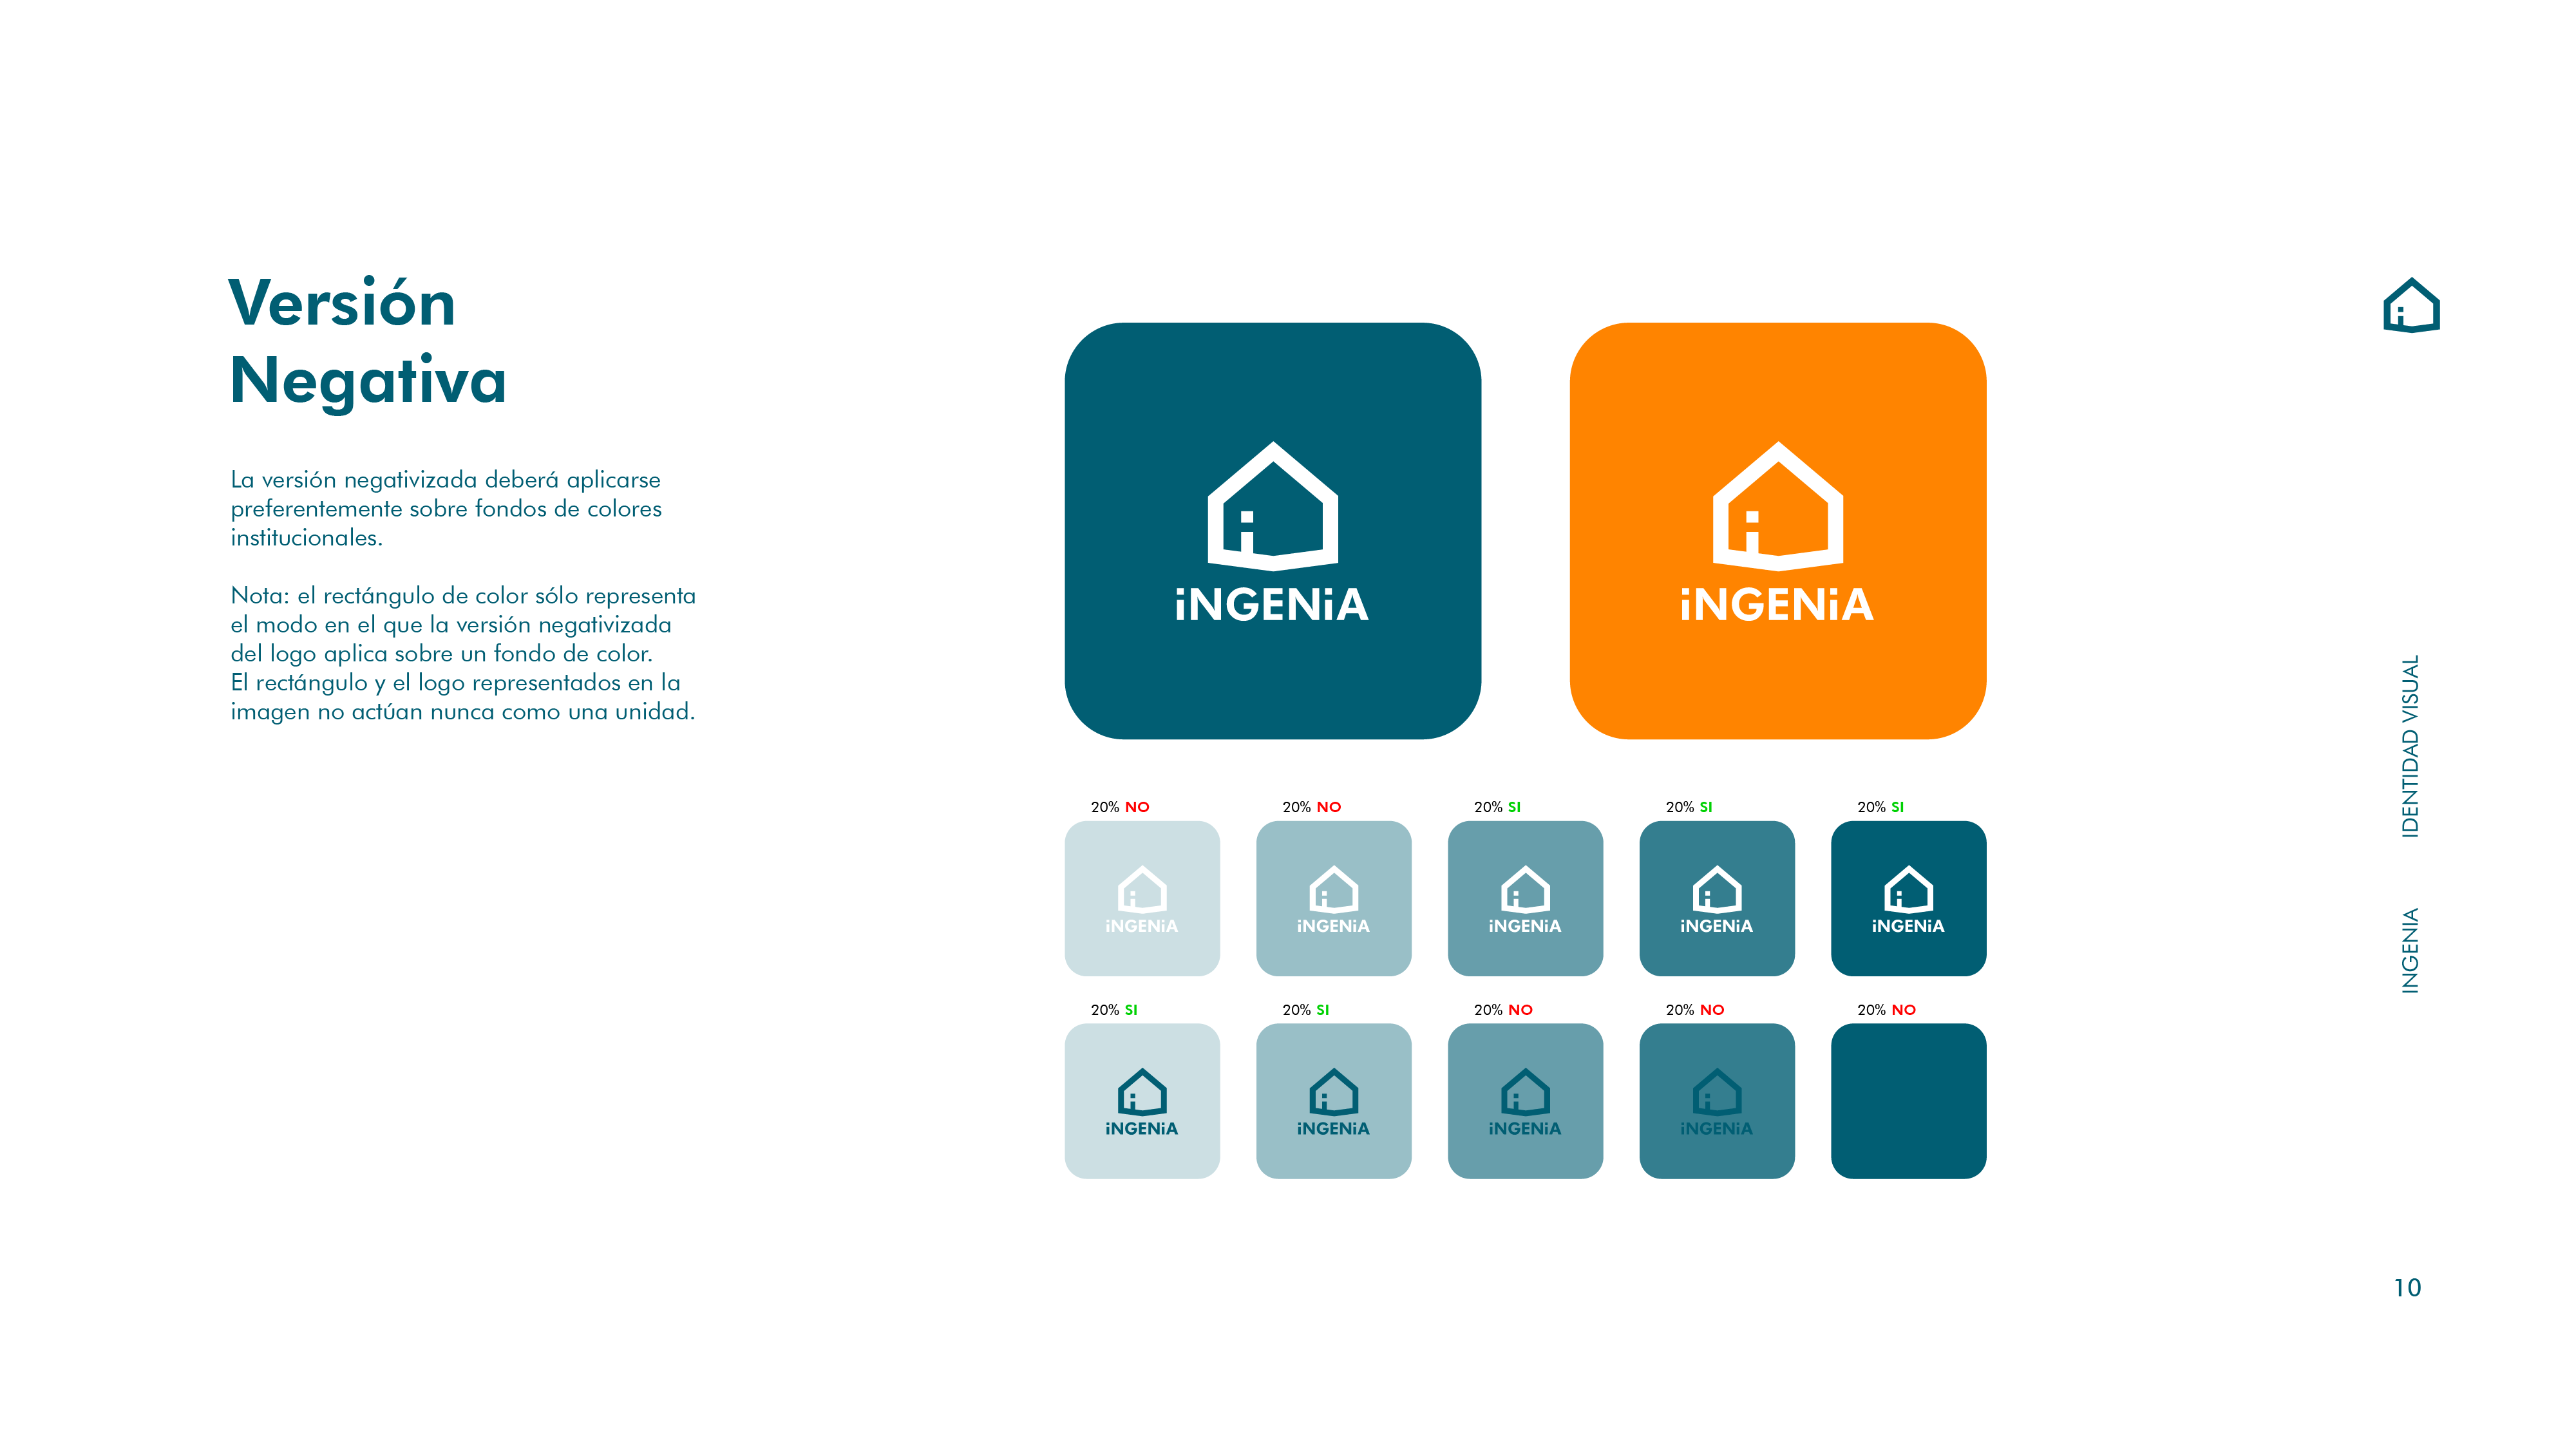 Versión
Negativa
La versión negativizada deberá aplicarse
preferentemente sobre fondos de colores
institucionales.
Nota: el rectángulo de color sólo representa
el modo en el que la versión negativizada
del logo aplica sobre un fondo de color.
El rectángulo y el logo representados en la
imagen no actúan nunca como una unidad.
iNGENiA
iNGENiA
20% NO
20% NO
20% SI
20% SI
20% SI
iNGENiA
iNGENiA
iNGENiA
iNGENiA
iNGENiA
20% SI
20% SI
20% NO
20% NO
20% NO
iNGENiA
iNGENiA
iNGENiA
iNGENiA
INGENIA
IDENTIDAD VISUAL
10